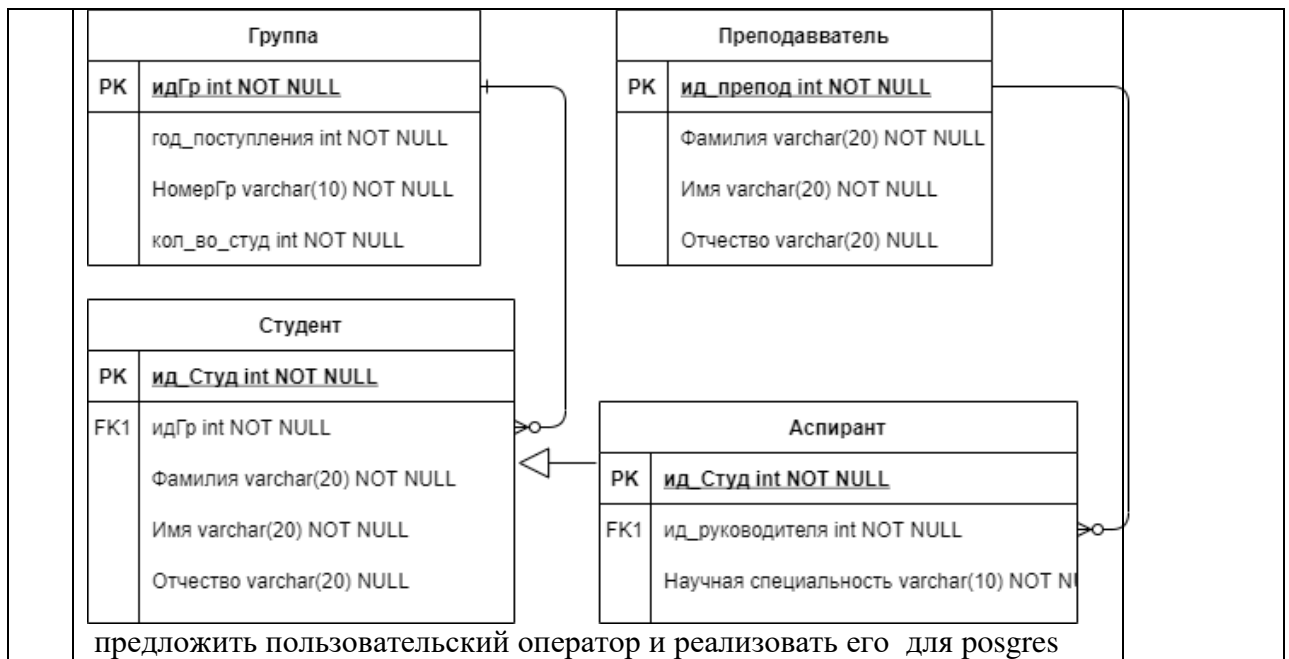 Группа
PK идГр int NOT NULL
год_поступления int NOT NULL
НомерГр varchar(10) NOT NULL
кол_во_студ int NOT NULL
Преподавватель
PK ид_препод int NOT NULL
Фамилия varchar(20) NOT NULL
Имя varchar(20) NOT NULL
Отчество varchar(20) NULL
Студент
PK ид_Студ int NOT NULL
FK1 идГр int NOT NULL
Фамилия varchar(20) NOT NULL
Имя varchar(20) NOT NULL
Отчество varchar(20) NULL
Аспирант
PK ид_Студ int NOT NULL
FK1 ид_руководителя int NOT NULL
Научная специальность varchar(10) NOT NU
предложить пользовательский оператор и реализовать его для posgres